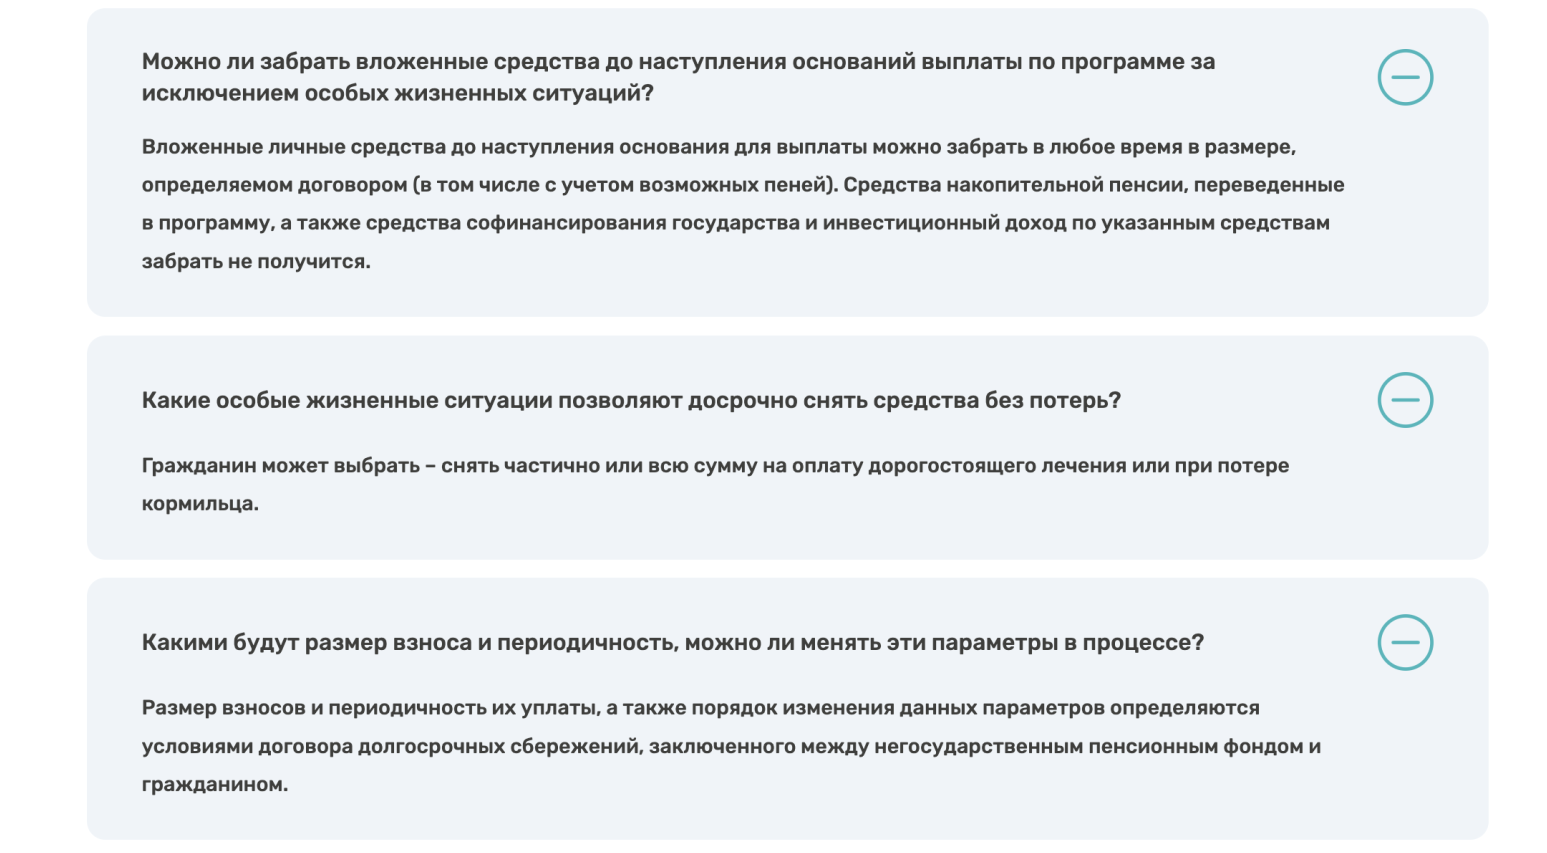 Можно ли забрать вложенные средства до наступления оснований выплаты по программе за
исключением особых жизненных ситуаций?
Вложенные личные средства до наступления основания для выплаты можно забрать в любое время в размере,
определяемом договором (в том числе с учетом возможных пеней). Средства накопительной пенсии, переведенные
в программу, а также средства софинансирования государства и инвестиционный доход по указанным средствам
забрать не получится.
Какие особые жизненные ситуации позволяют досрочно снять средства без потерь?
Гражданин может выбрать – снять частично или всю сумму на оплату дорогостоящего лечения или при потере
кормильца.
Какими будут размер взноса и периодичность, можно ли менять эти параметры в процессе?
Размер взносов и периодичность их уплаты, а также порядок изменения данных параметров определяются
условиями договора долгосрочных сбережений, заключенного между негосударственным пенсионным фондом и
гражданином.